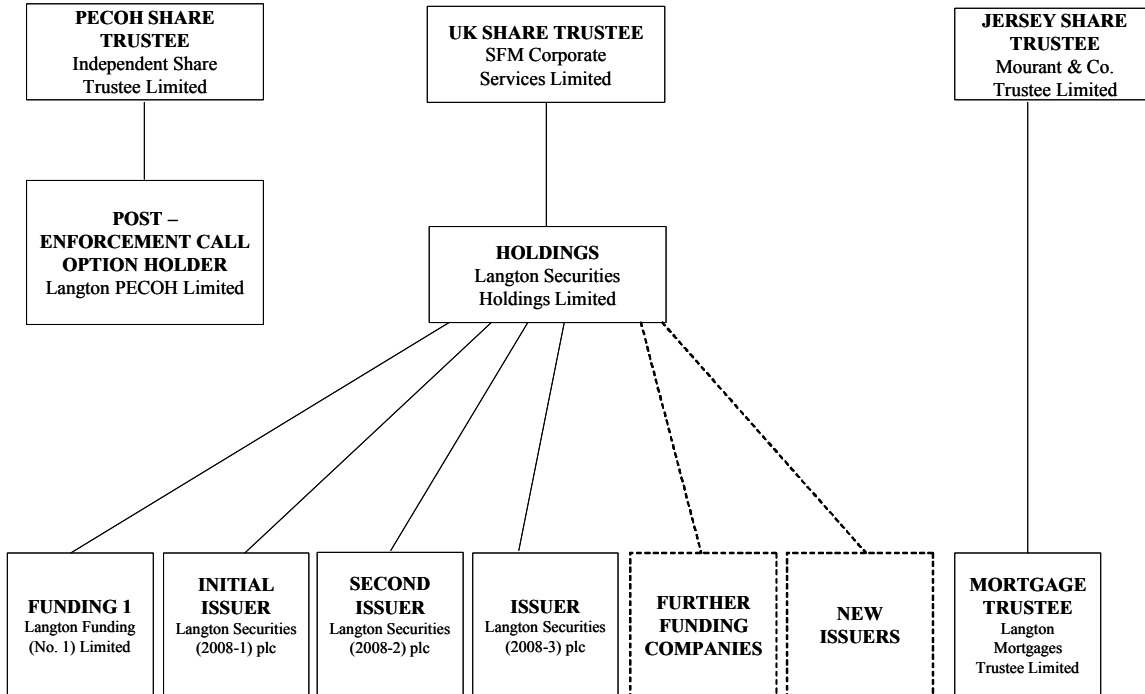 PECOH SHARE
TRUSTEE
Independent Share
Trustee Limited
UK SHARE TRUSTEE
SFM Corporate
Services Limited
JERSEY SHARE
TRUSTEE
Mourant & Co.
Trustee Limited
POST –
ENFORCEMENT CALL
OPTION HOLDER
Langton PECOH Limited
HOLDINGS
Langton Securities
Holdings Limited
FUNDING 1
Langton Funding
(No. 1) Limited
INITIAL
ISSUER
Langton Securities
(2008-1) plc
SECOND
ISSUER
Langton Securities
(2008-2) plc
ISSUER
Langton Securities
(2008-3) plc
FURTHER
FUNDING
COMPANIES
NEW
ISSUERS
MORTGAGE
TRUSTEE
Langton
Mortgages
Trustee Limited